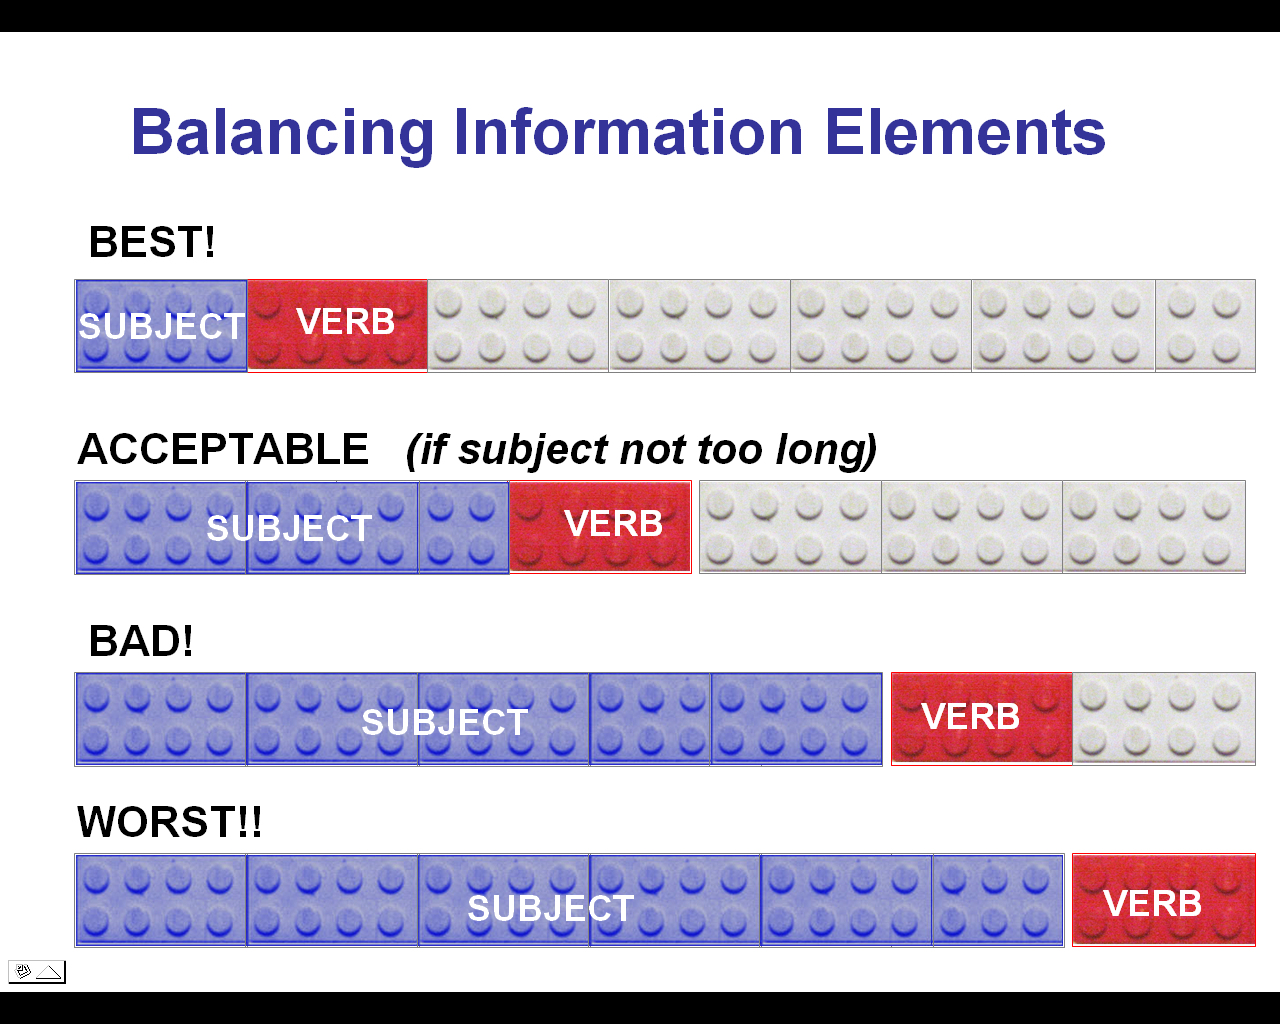 Balancing Information Elements
BEST!
SUBJECT VERB
ACCEPTABLE (if subject not too long)
SUBJECT VERB
BAD!
SUBJECT VERB
WORST!!
SUBJECT VERB